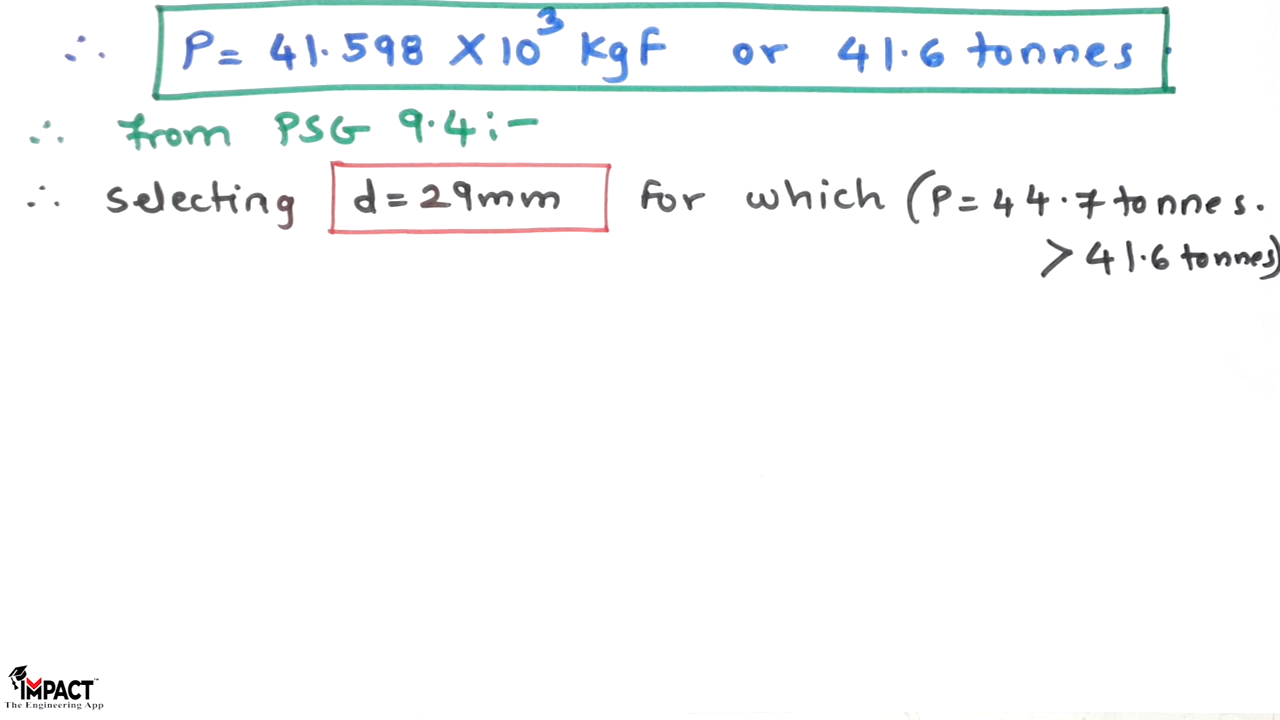 ∴ P = 41.598 × 10³ kgf or 41.6 tonnes
∴ from PSG 9.4 :-
∴ selecting d = 29mm for which (P = 44.7 tonnes.
> 41.6 tonnes)
IMPACT™
The Engineering App